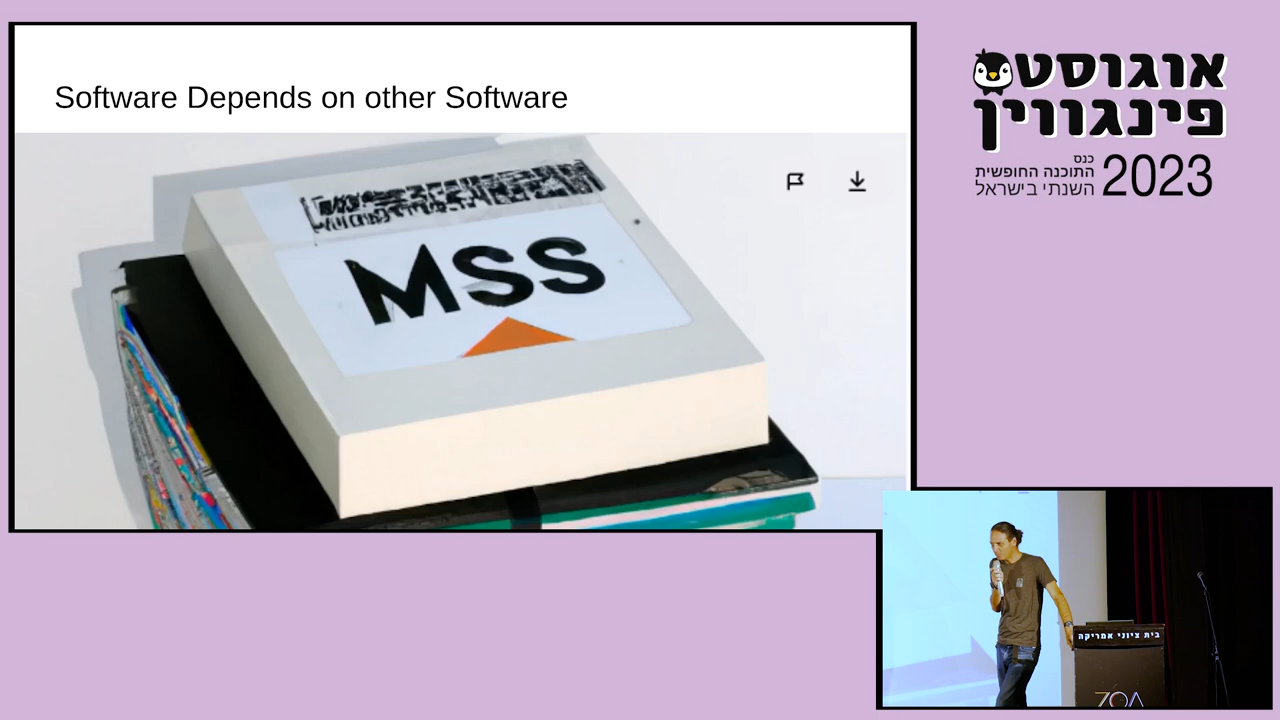 Software Depends on other Software
MSS
אוגוסט
פינגווין
כנס
התוכנה החופשית
השנתי בישראל
2023
בית ציוני אמריקה
ZOA